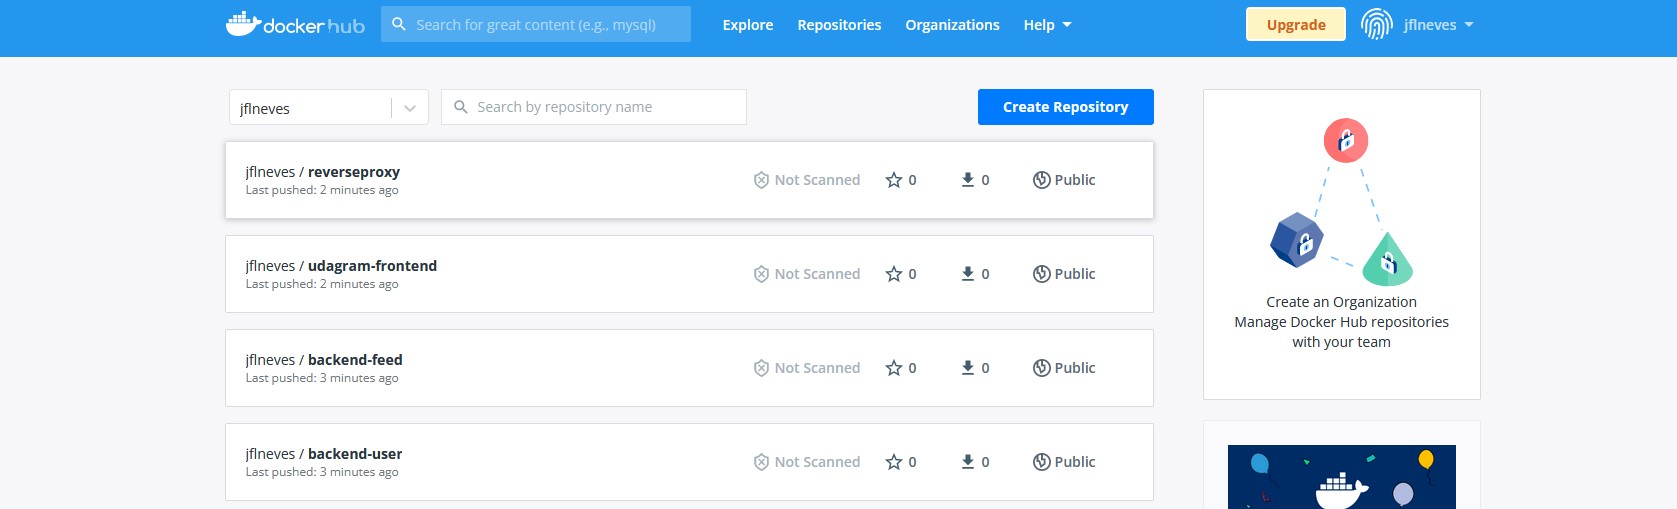 docker hub Search for great content (e.g., mysql) Explore Repositories Organizations Help Upgrade jflneves
jflneves Search by repository name Create Repository
jflneves / reverseproxy
Last pushed: 2 minutes ago
Not Scanned 0 0 Public
jflneves / udagram-frontend
Last pushed: 2 minutes ago
Not Scanned 0 0 Public
jflneves / backend-feed
Last pushed: 3 minutes ago
Not Scanned 0 0 Public
jflneves / backend-user
Last pushed: 3 minutes ago
Not Scanned 0 0 Public
Create an Organization
Manage Docker Hub repositories
with your team